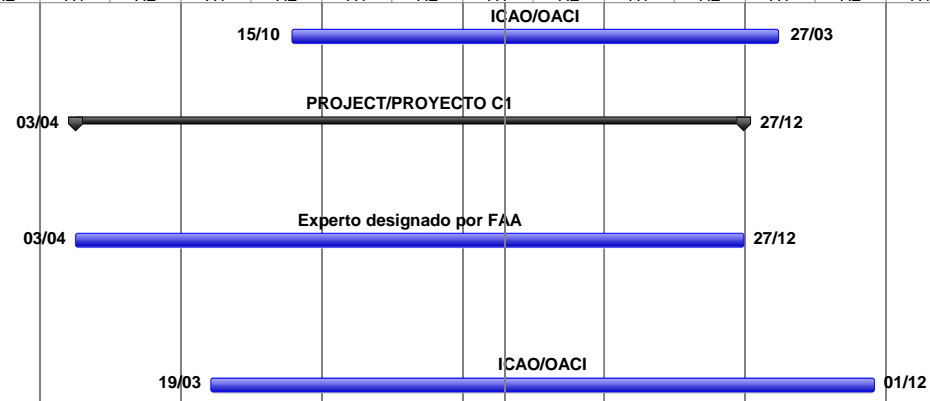 ICAO/OACI
15/10
27/03
PROJECT/PROYECTO C1
03/04
27/12
Experto designado por FAA
03/04
27/12
ICAO/OACI
19/03
01/12